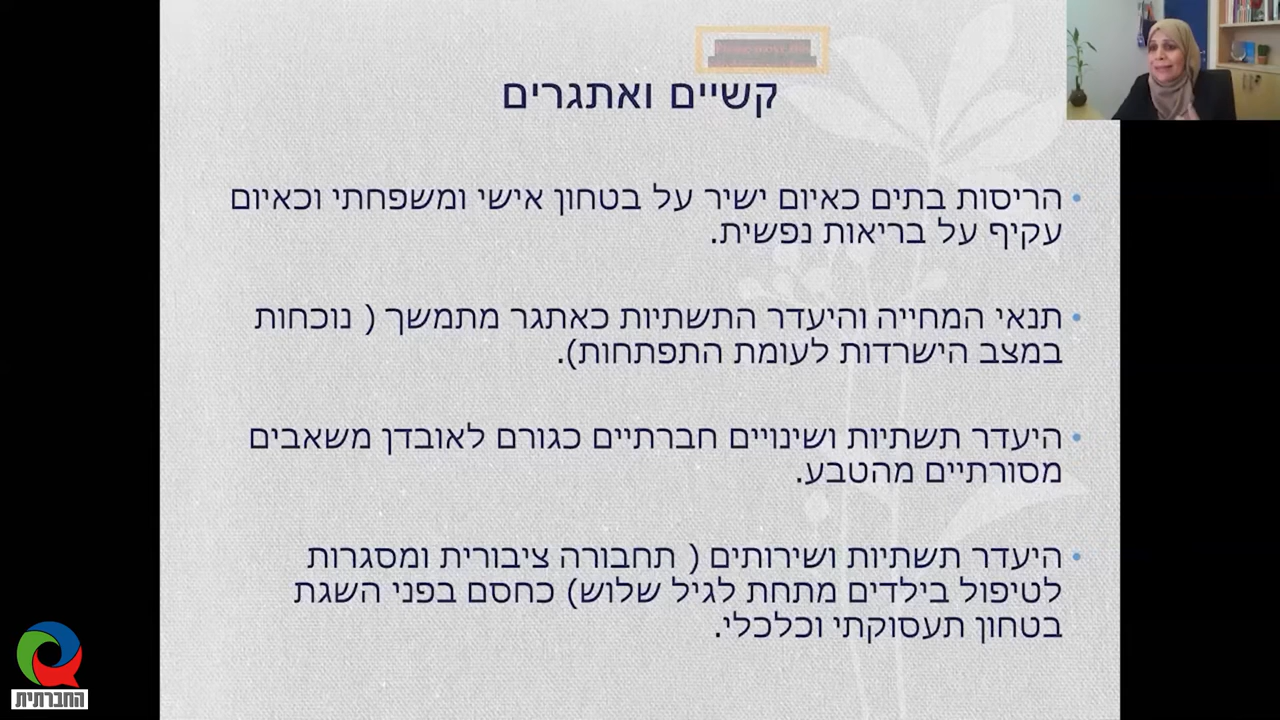 קשיים ואתגרים
• הריסות בתים כאיום ישיר על בטחון אישי ומשפחתי וכאיום
עקיף על בריאות נפשית.
• תנאי המחייה והיעדר התשתיות כאתגר מתמשך ( נוכחות
במצב הישרדות לעומת התפתחות).
• היעדר תשתיות ושינויים חברתיים כגורם לאובדן משאבים
מסורתיים מהטבע.
• היעדר תשתיות ושירותים ( תחבורה ציבורית ומסגרות
לטיפול בילדים מתחת לגיל שלוש) כחסם בפני השגת
בטחון תעסוקתי וכלכלי.
החברתית